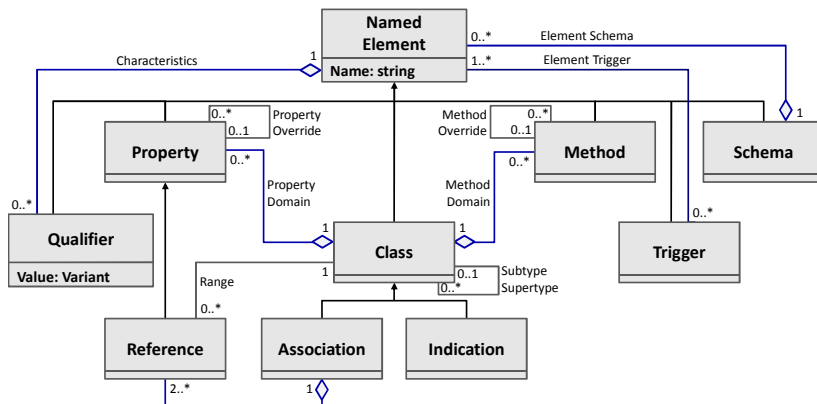 Named
Element
Name: string
0..*
Element Schema
1
Characteristics
1..*
Element Trigger
0..*
Property
0..1
Override
Method
0..*
Override
0..1
1
Property
0..*
Method
0..*
Schema
Property
Domain
Method
Domain
0..*
1
1
0..*
Qualifier
Class
Trigger
Value: Variant
Range
1
0..1
Subtype
0..*
Supertype
0..*
Reference
Association
Indication
2..*
1